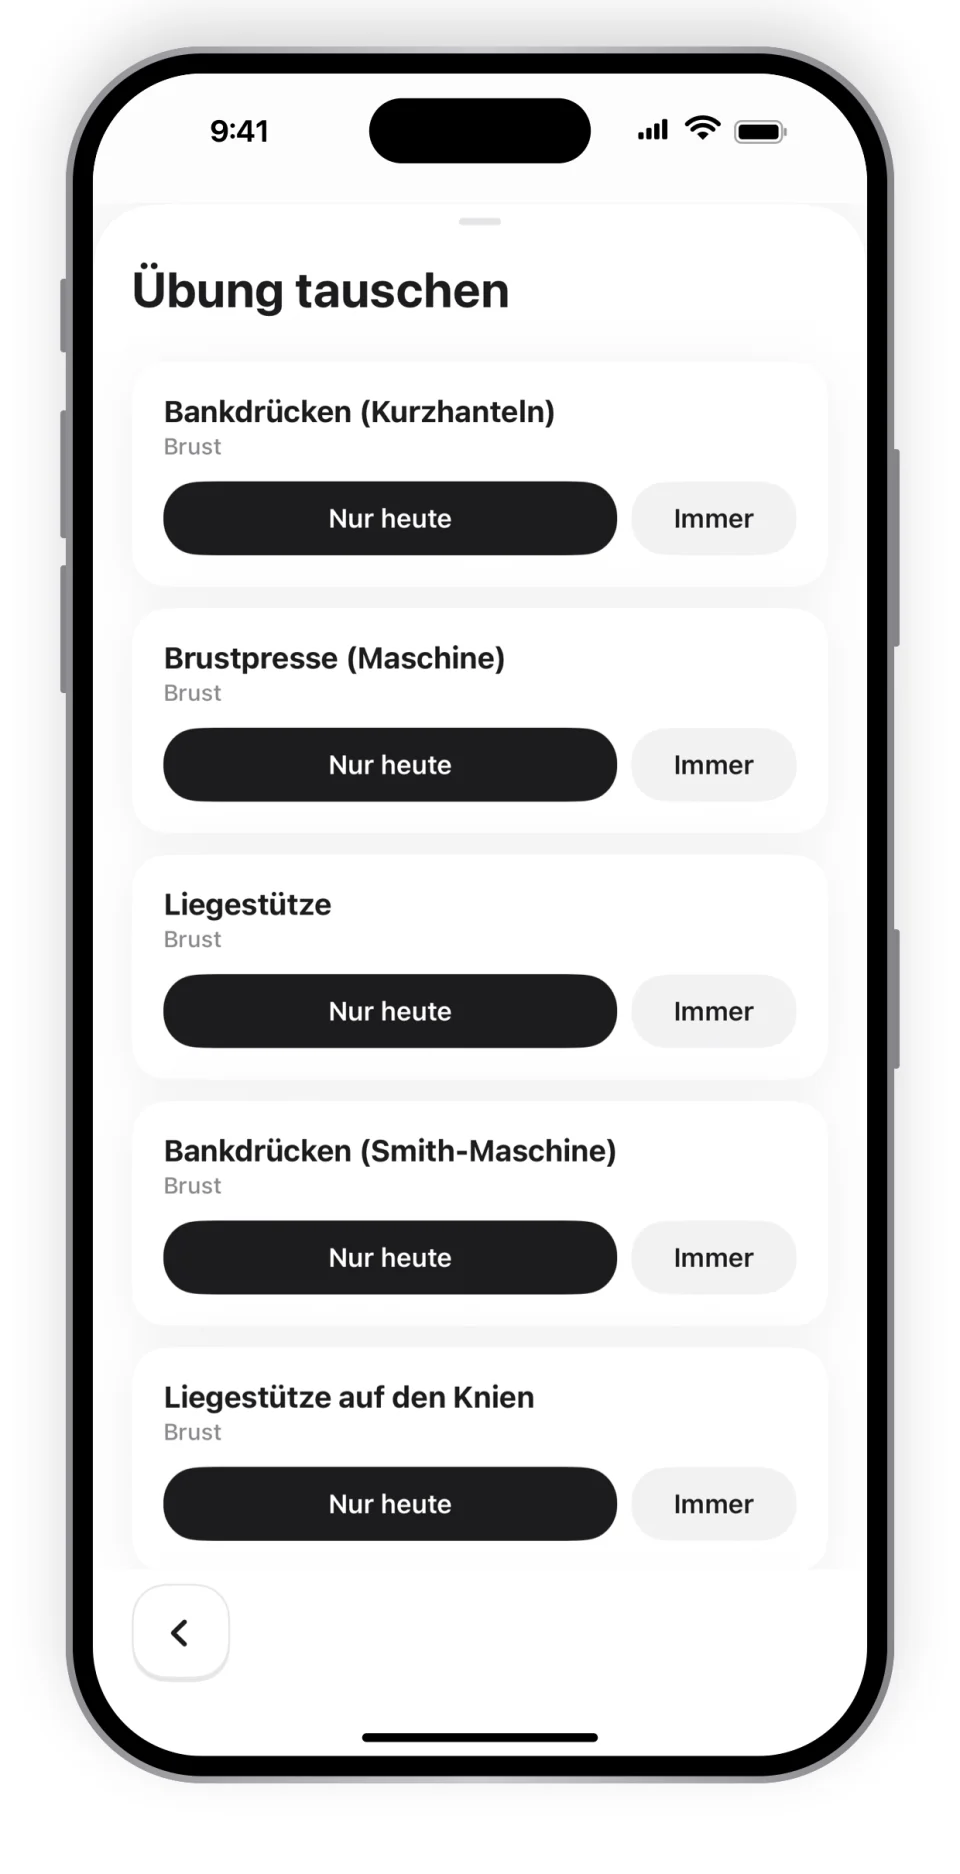 9:41
Übung tauschen
Bankdrücken (Kurzhanteln)
Brust
Nur heute Immer
Brustpresse (Maschine)
Brust
Nur heute Immer
Liegestütze
Brust
Nur heute Immer
Bankdrücken (Smith-Maschine)
Brust
Nur heute Immer
Liegestütze auf den Knien
Brust
Nur heute Immer